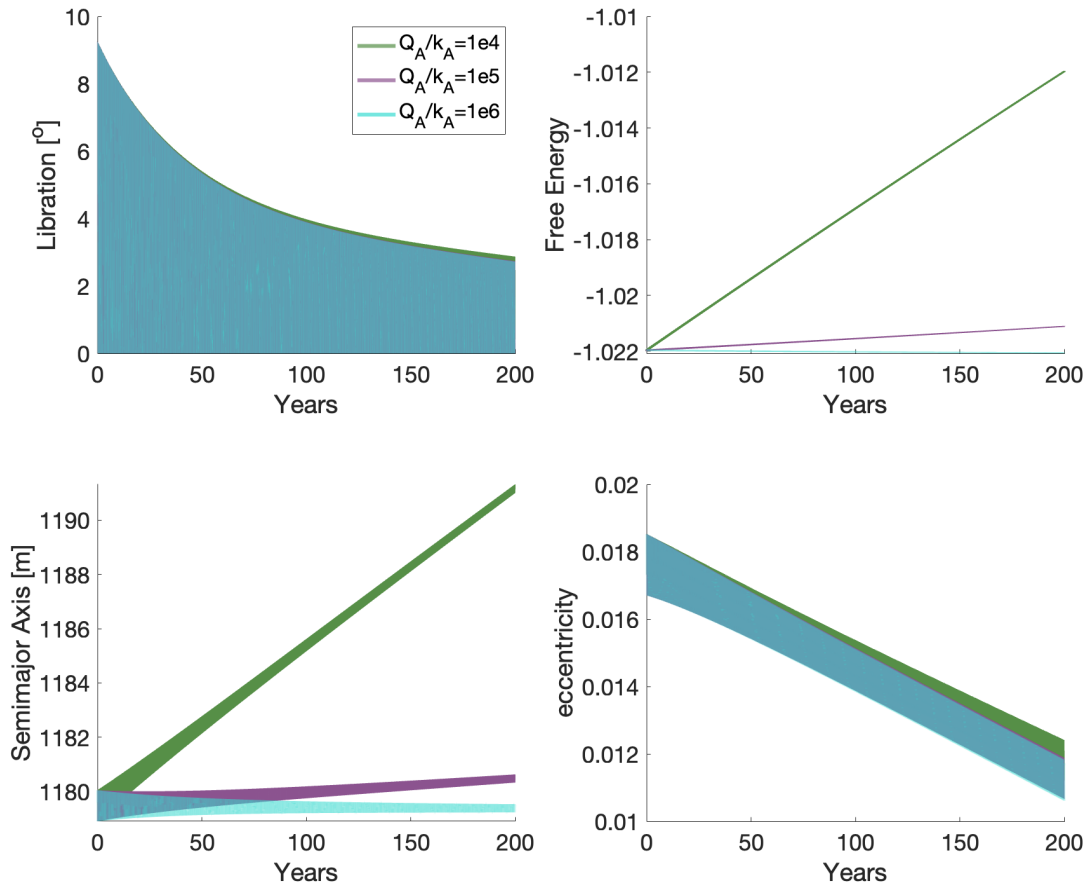 10
8
6
4
2
0
Libration [°]
0 50 100 150 200
Years
Q_A/k_A=1e4
Q_A/k_A=1e5
Q_A/k_A=1e6
-1.01
-1.012
-1.014
-1.016
-1.018
-1.02
-1.022
Free Energy
0 50 100 150 200
Years
1190
1188
1186
1184
1182
1180
Semimajor Axis [m]
0 50 100 150 200
Years
0.02
0.018
0.016
0.014
0.012
0.01
eccentricity
0 50 100 150 200
Years